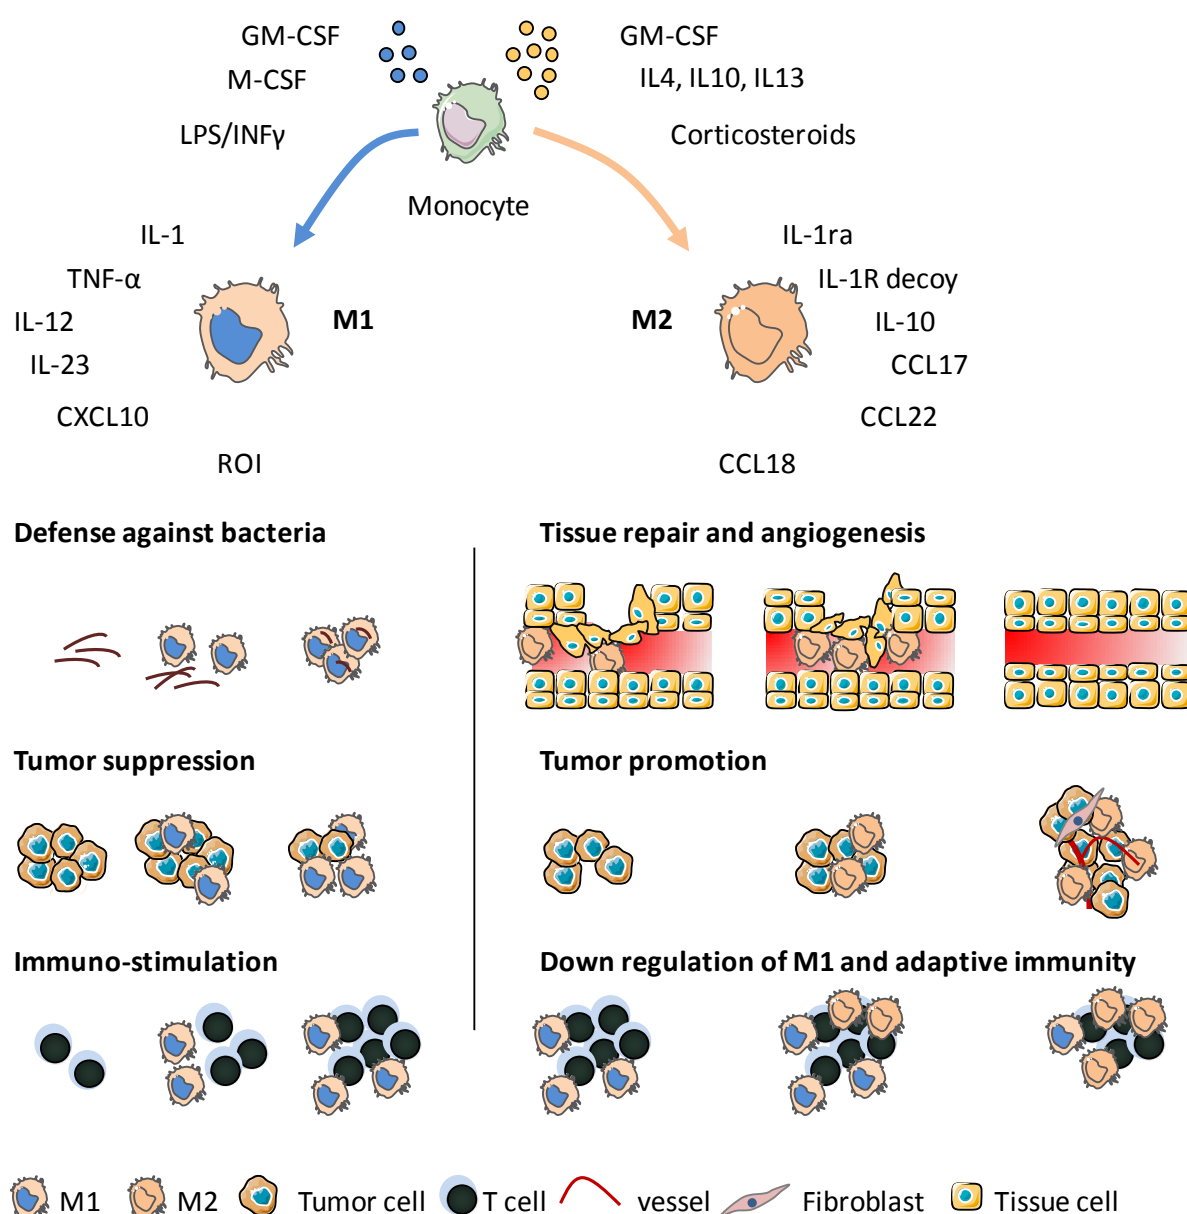 GM-CSF
GM-CSF
M-CSF
IL4, IL10, IL13
LPS/INFγ
Corticosteroids
Monocyte
IL-1
IL-1ra
TNF-α
IL-1R decoy
IL-12
M1
M2
IL-10
IL-23
CCL17
CXCL10
CCL22
ROI
CCL18
Defense against bacteria
Tissue repair and angiogenesis
Tumor suppression
Tumor promotion
Immuno-stimulation
Down regulation of M1 and adaptive immunity
M1 M2 Tumor cell T cell vessel Fibroblast Tissue cell